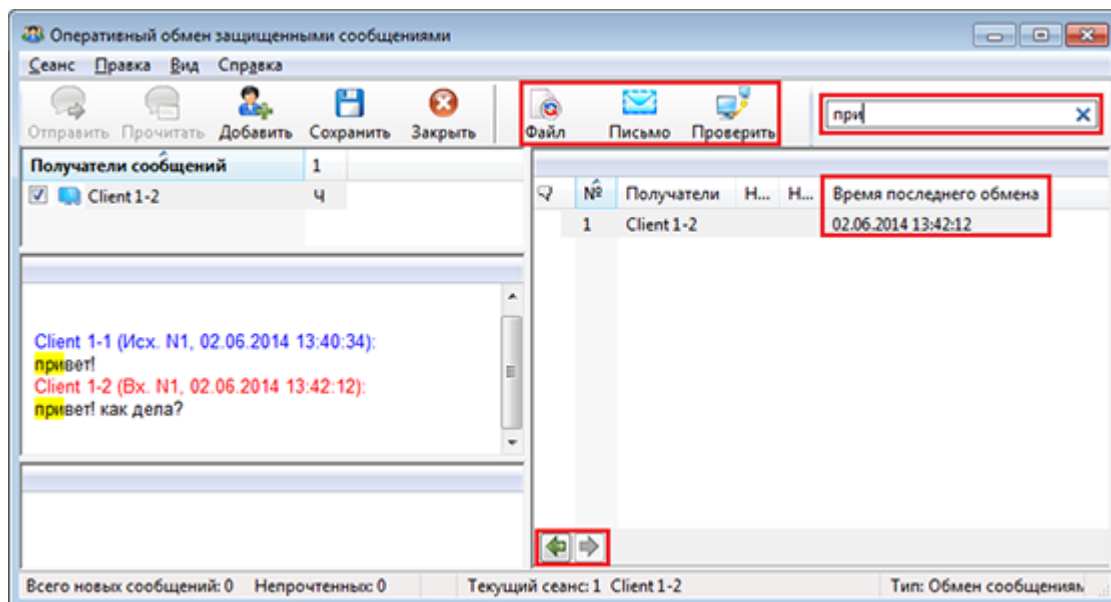 Оперативный обмен защищенными сообщениями
Сеанс Правка Вид Справка
Отправить Прочитать Добавить Сохранить Закрыть Файл Письмо Проверить
при
Получатели сообщений 1
Client 1-2 Ч
№ Получатели Н... Н... Время последнего обмена
1 Client 1-2 02.06.2014 13:42:12
Client 1-1 (Исх. N1, 02.06.2014 13:40:34):
привет!
Client 1-2 (Вх. N1, 02.06.2014 13:42:12):
привет! как дела?
Всего новых сообщений: 0 Непрочтенных: 0 Текущий сеанс: 1 Client 1-2 Тип: Обмен сообщениям